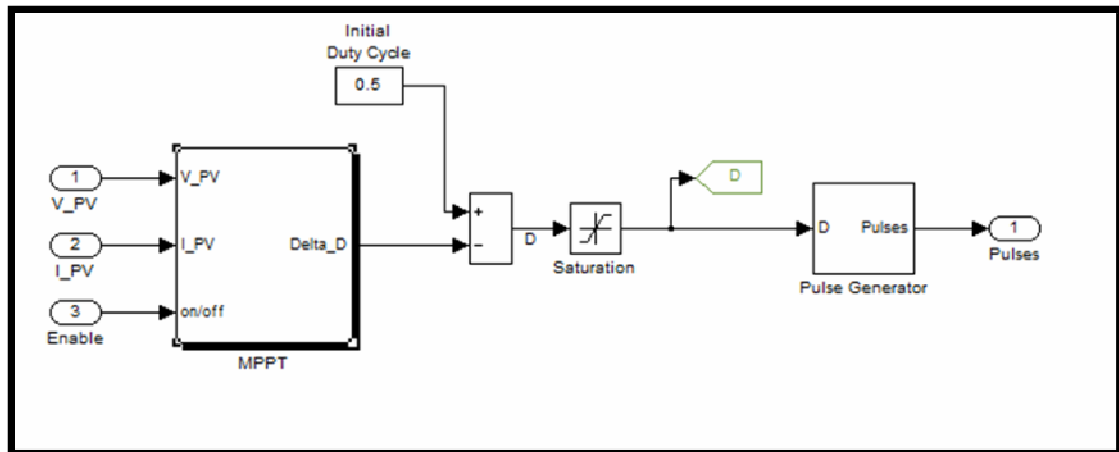 Initial
Duty Cycle
0.5
1
V_PV
V_PV
2
I_PV
I_PV
3
Enable
on/off
Delta_D
MPPT
+
−
D
Saturation
D
D
Pulses
Pulse Generator
1
Pulses